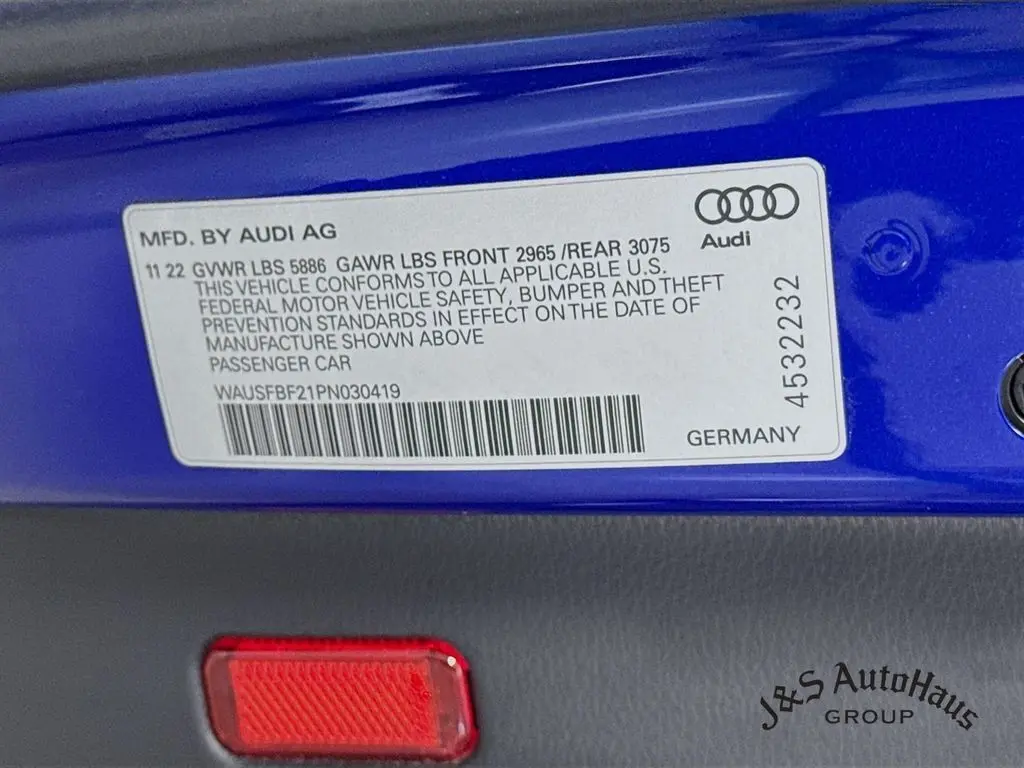 MFD. BY AUDI AG
Audi
11 22 GVWR LBS 5886 GAWR LBS FRONT 2965 /REAR 3075
THIS VEHICLE CONFORMS TO ALL APPLICABLE U.S.
FEDERAL MOTOR VEHICLE SAFETY, BUMPER AND THEFT
PREVENTION STANDARDS IN EFFECT ON THE DATE OF
MANUFACTURE SHOWN ABOVE
PASSENGER CAR
WAUSFBF21PN030419
4532232
GERMANY
J&S AutoHaus
GROUP